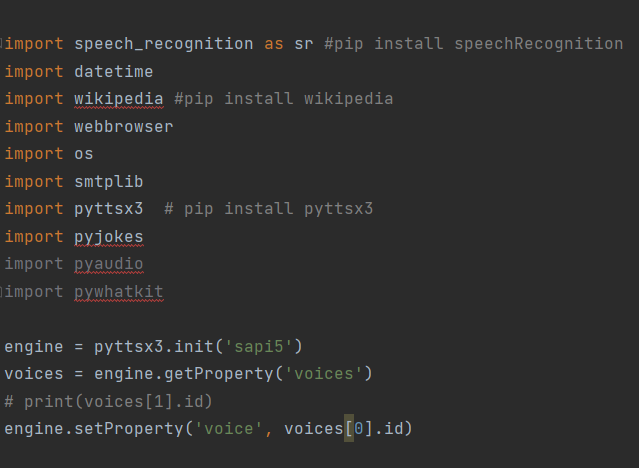 import speech_recognition as sr #pip install speechRecognition
import datetime
import wikipedia #pip install wikipedia
import webbrowser
import os
import smtplib
import pyttsx3  # pip install pyttsx3
import pyjokes
import pyaudio
import pywhatkit
engine = pyttsx3.init('sapi5')
voices = engine.getProperty('voices')
# print(voices[1].id)
engine.setProperty('voice', voices[0].id)